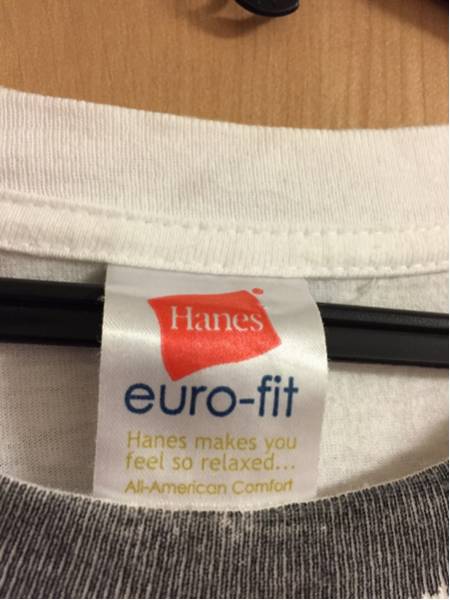 Hanes
euro-fit
Hanes makes you
feel so relaxed...
All-American Comfort